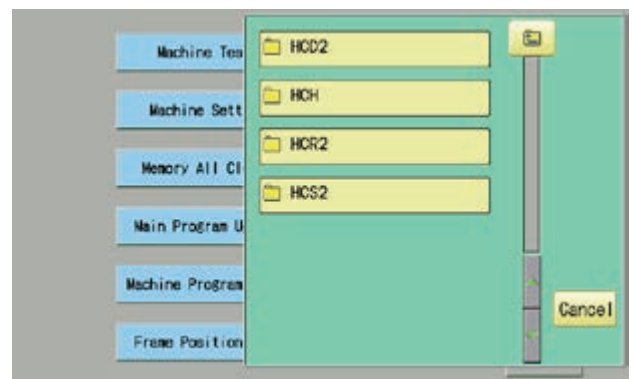 Machine Tes
HCD2
Machine Sett
HCH
Memory All Cl
HCR2
HCS2
Main Program U
Machine Program
Cancel
Frame Position